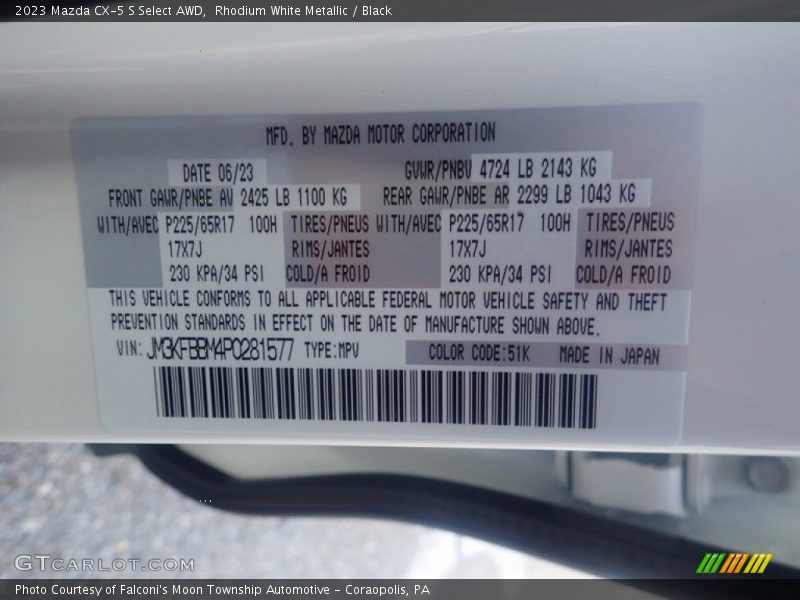 2023 Mazda CX-5 S Select AWD,  Rhodium White Metallic / Black
MFD. BY MAZDA MOTOR CORPORATION
DATE 06/23 GVWR/PNBV 4724 LB 2143 KG
FRONT GAWR/PNBE AV 2425 LB 1100 KG REAR GAWR/PNBE AR 2299 LB 1043 KG
WITH/AVEC P225/65R17 100H TIRES/PNEUS WITH/AVEC P225/65R17 100H TIRES/PNEUS
17X7J RIMS/JANTES 17X7J RIMS/JANTES
230 KPA/34 PSI COLD/A FROID 230 KPA/34 PSI COLD/A FROID
THIS VEHICLE CONFORMS TO ALL APPLICABLE FEDERAL MOTOR VEHICLE SAFETY AND THEFT
PREVENTION STANDARDS IN EFFECT ON THE DATE OF MANUFACTURE SHOWN ABOVE.
VIN: JM3KFBBM4P0281577 TYPE:MPV COLOR CODE:51K MADE IN JAPAN
GTCARLOT.COM
Photo Courtesy of Falconi's Moon Township Automotive - Coraopolis, PA